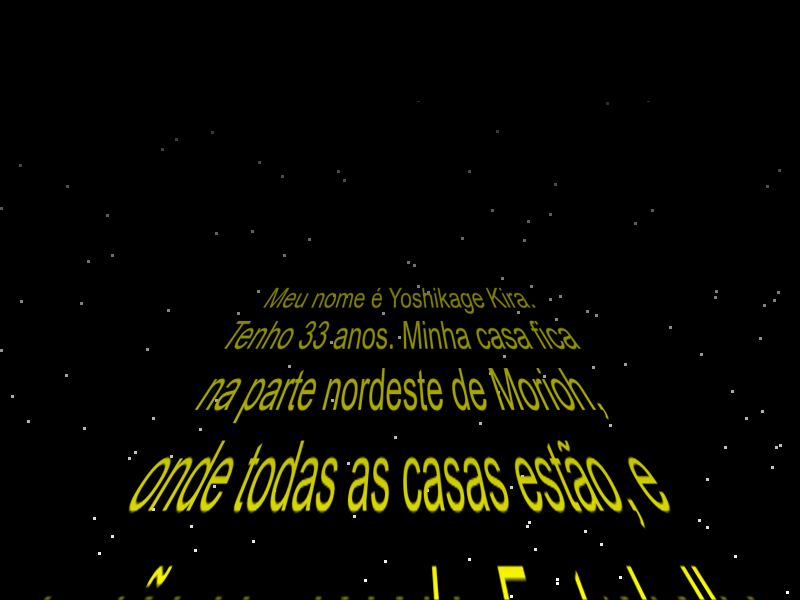 Meu nome é Yoshikage Kira.
Tenho 33 anos. Minha casa fica
na parte nordeste de Morioh,
onde todas as casas estão, e